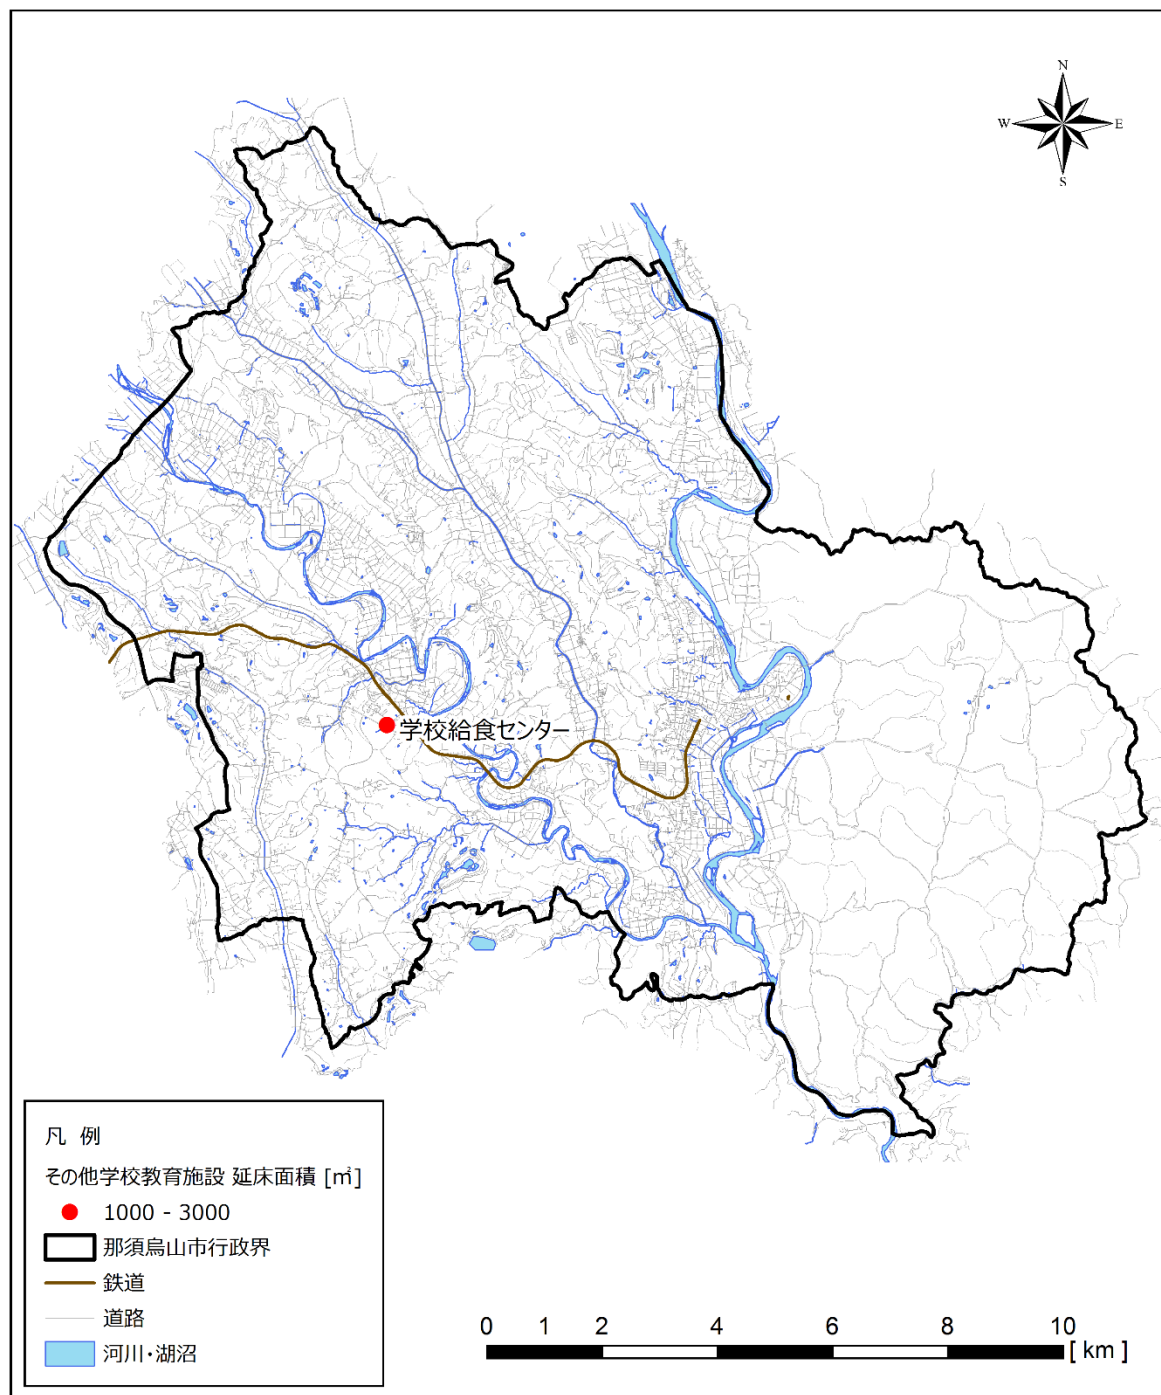 N
W
E
S
学校給食センター
凡 例
その他学校教育施設 延床面積 [㎡]
1000 - 3000
那須烏山市行政界
鉄道
道路
河川・湖沼
0 1 2 4 6 8 10
[ km ]